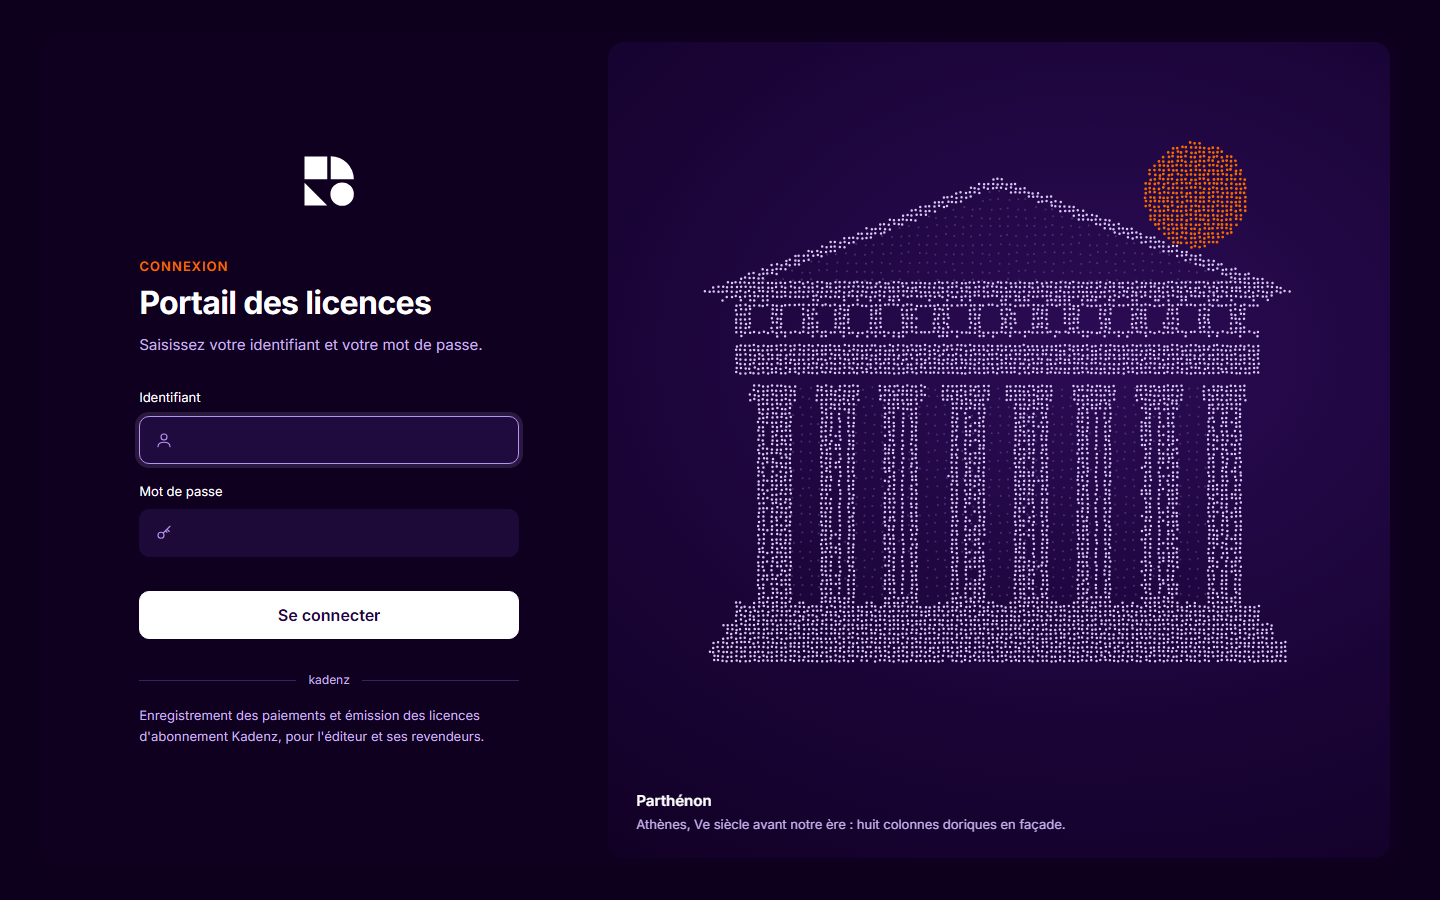 CONNEXION
Portail des licences
Saisissez votre identifiant et votre mot de passe.
Identifiant
Mot de passe
Se connecter
kadenz
Enregistrement des paiements et émission des licences
d'abonnement Kadenz, pour l'éditeur et ses revendeurs.
Parthénon
Athènes, Ve siècle avant notre ère : huit colonnes doriques en façade.